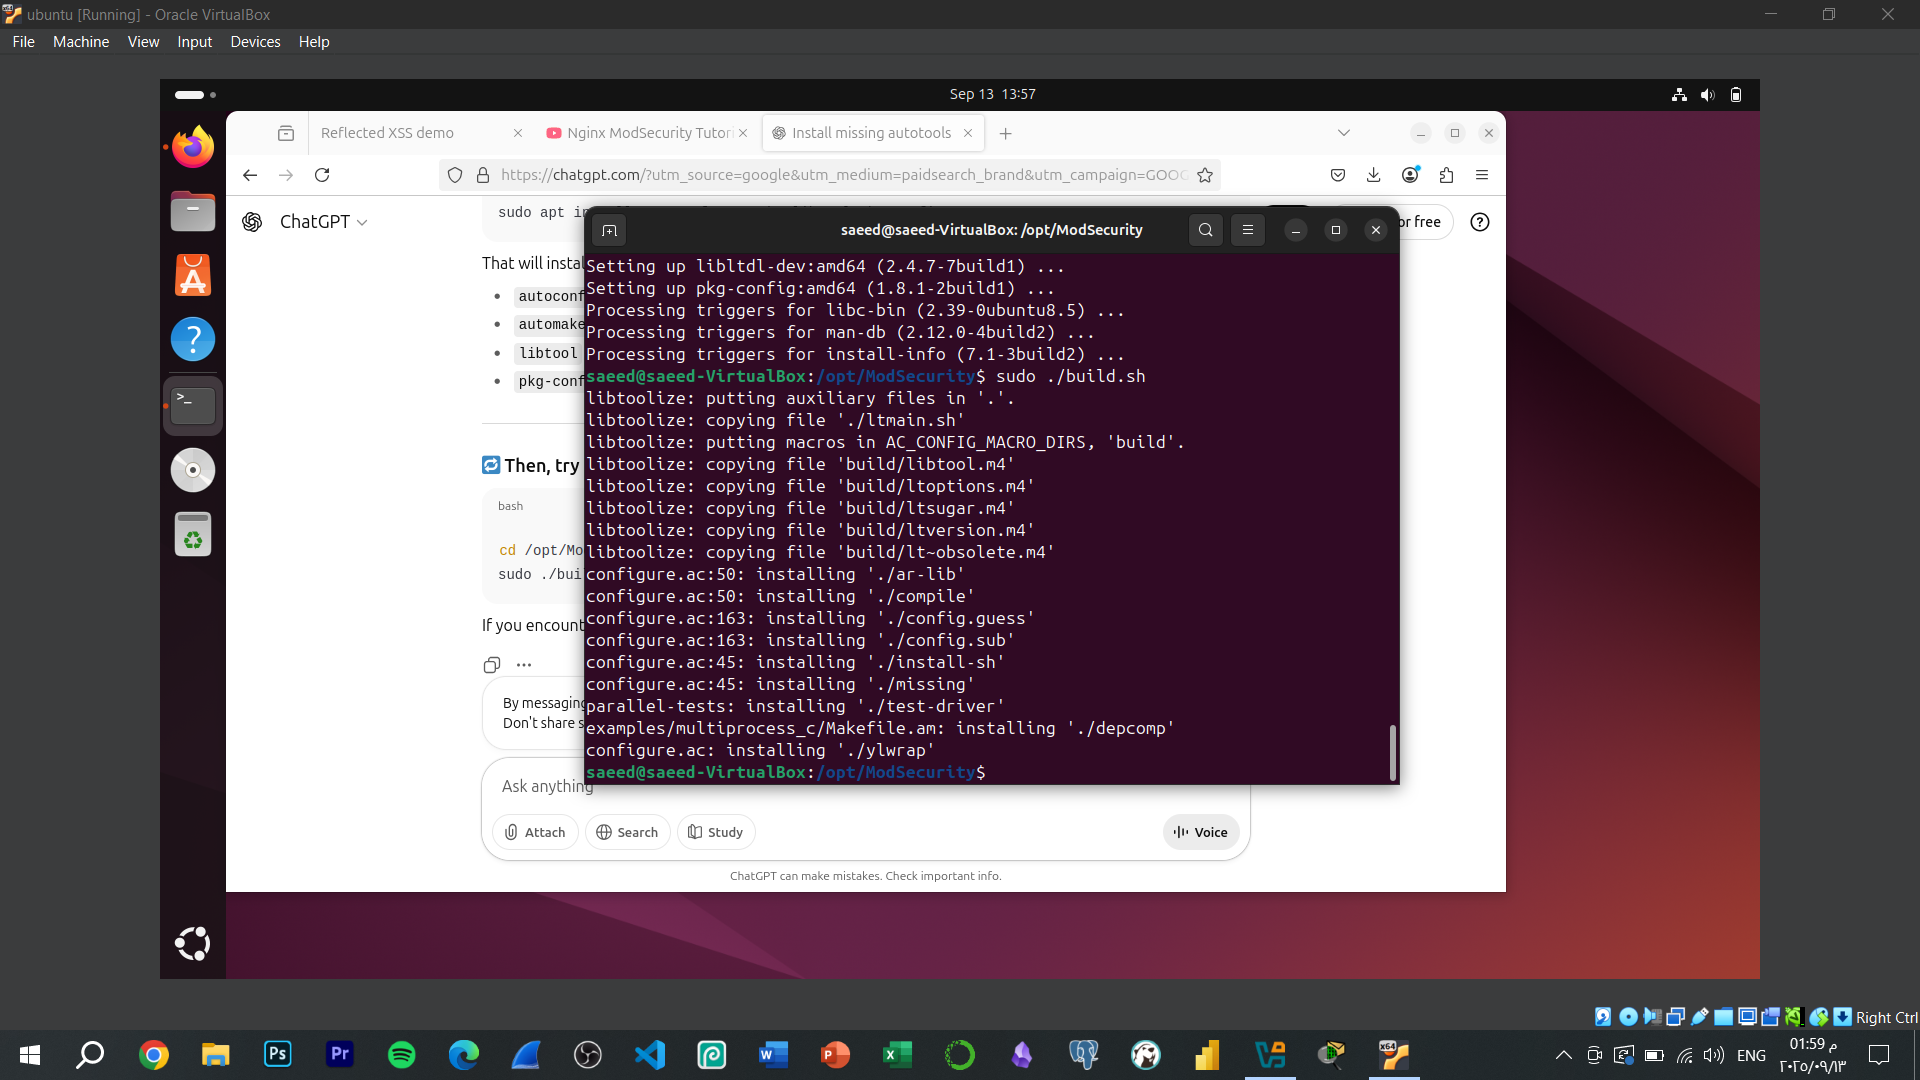 ubuntu [Running] - Oracle VirtualBox
File Machine View Input Devices Help
Sep 13 13:57
Reflected XSS demo
Nginx ModSecurity Tutori
Install missing autotools
https://chatgpt.com/?utm_source=google&utm_medium=paidsearch_brand&utm_campaign=GOOG
ChatGPT
or free
sudo apt in
That will instal
autoconf
automake
libtool
pkg-conf
Then, try
bash
cd /opt/Mo
sudo ./bui
If you encount
By messaging
Don't share s
saeed@saeed-VirtualBox: /opt/ModSecurity
Setting up libltdl-dev:amd64 (2.4.7-7build1) ...
Setting up pkg-config:amd64 (1.8.1-2build1) ...
Processing triggers for libc-bin (2.39-0ubuntu8.5) ...
Processing triggers for man-db (2.12.0-4build2) ...
Processing triggers for install-info (7.1-3build2) ...
saeed@saeed-VirtualBox:/opt/ModSecurity$ sudo ./build.sh
libtoolize: putting auxiliary files in '.'.
libtoolize: copying file './ltmain.sh'
libtoolize: putting macros in AC_CONFIG_MACRO_DIRS, 'build'.
libtoolize: copying file 'build/libtool.m4'
libtoolize: copying file 'build/ltoptions.m4'
libtoolize: copying file 'build/ltsugar.m4'
libtoolize: copying file 'build/ltversion.m4'
libtoolize: copying file 'build/lt~obsolete.m4'
configure.ac:50: installing './ar-lib'
configure.ac:50: installing './compile'
configure.ac:163: installing './config.guess'
configure.ac:163: installing './config.sub'
configure.ac:45: installing './install-sh'
configure.ac:45: installing './missing'
parallel-tests: installing './test-driver'
examples/multiprocess_c/Makefile.am: installing './depcomp'
configure.ac: installing './ylwrap'
saeed@saeed-VirtualBox:/opt/ModSecurity$
Ask anything
Attach
Search
Study
Voice
ChatGPT can make mistakes. Check important info.
Right Ctrl
ENG
01:59 م
٢٠٢٥/٠٩/١٣